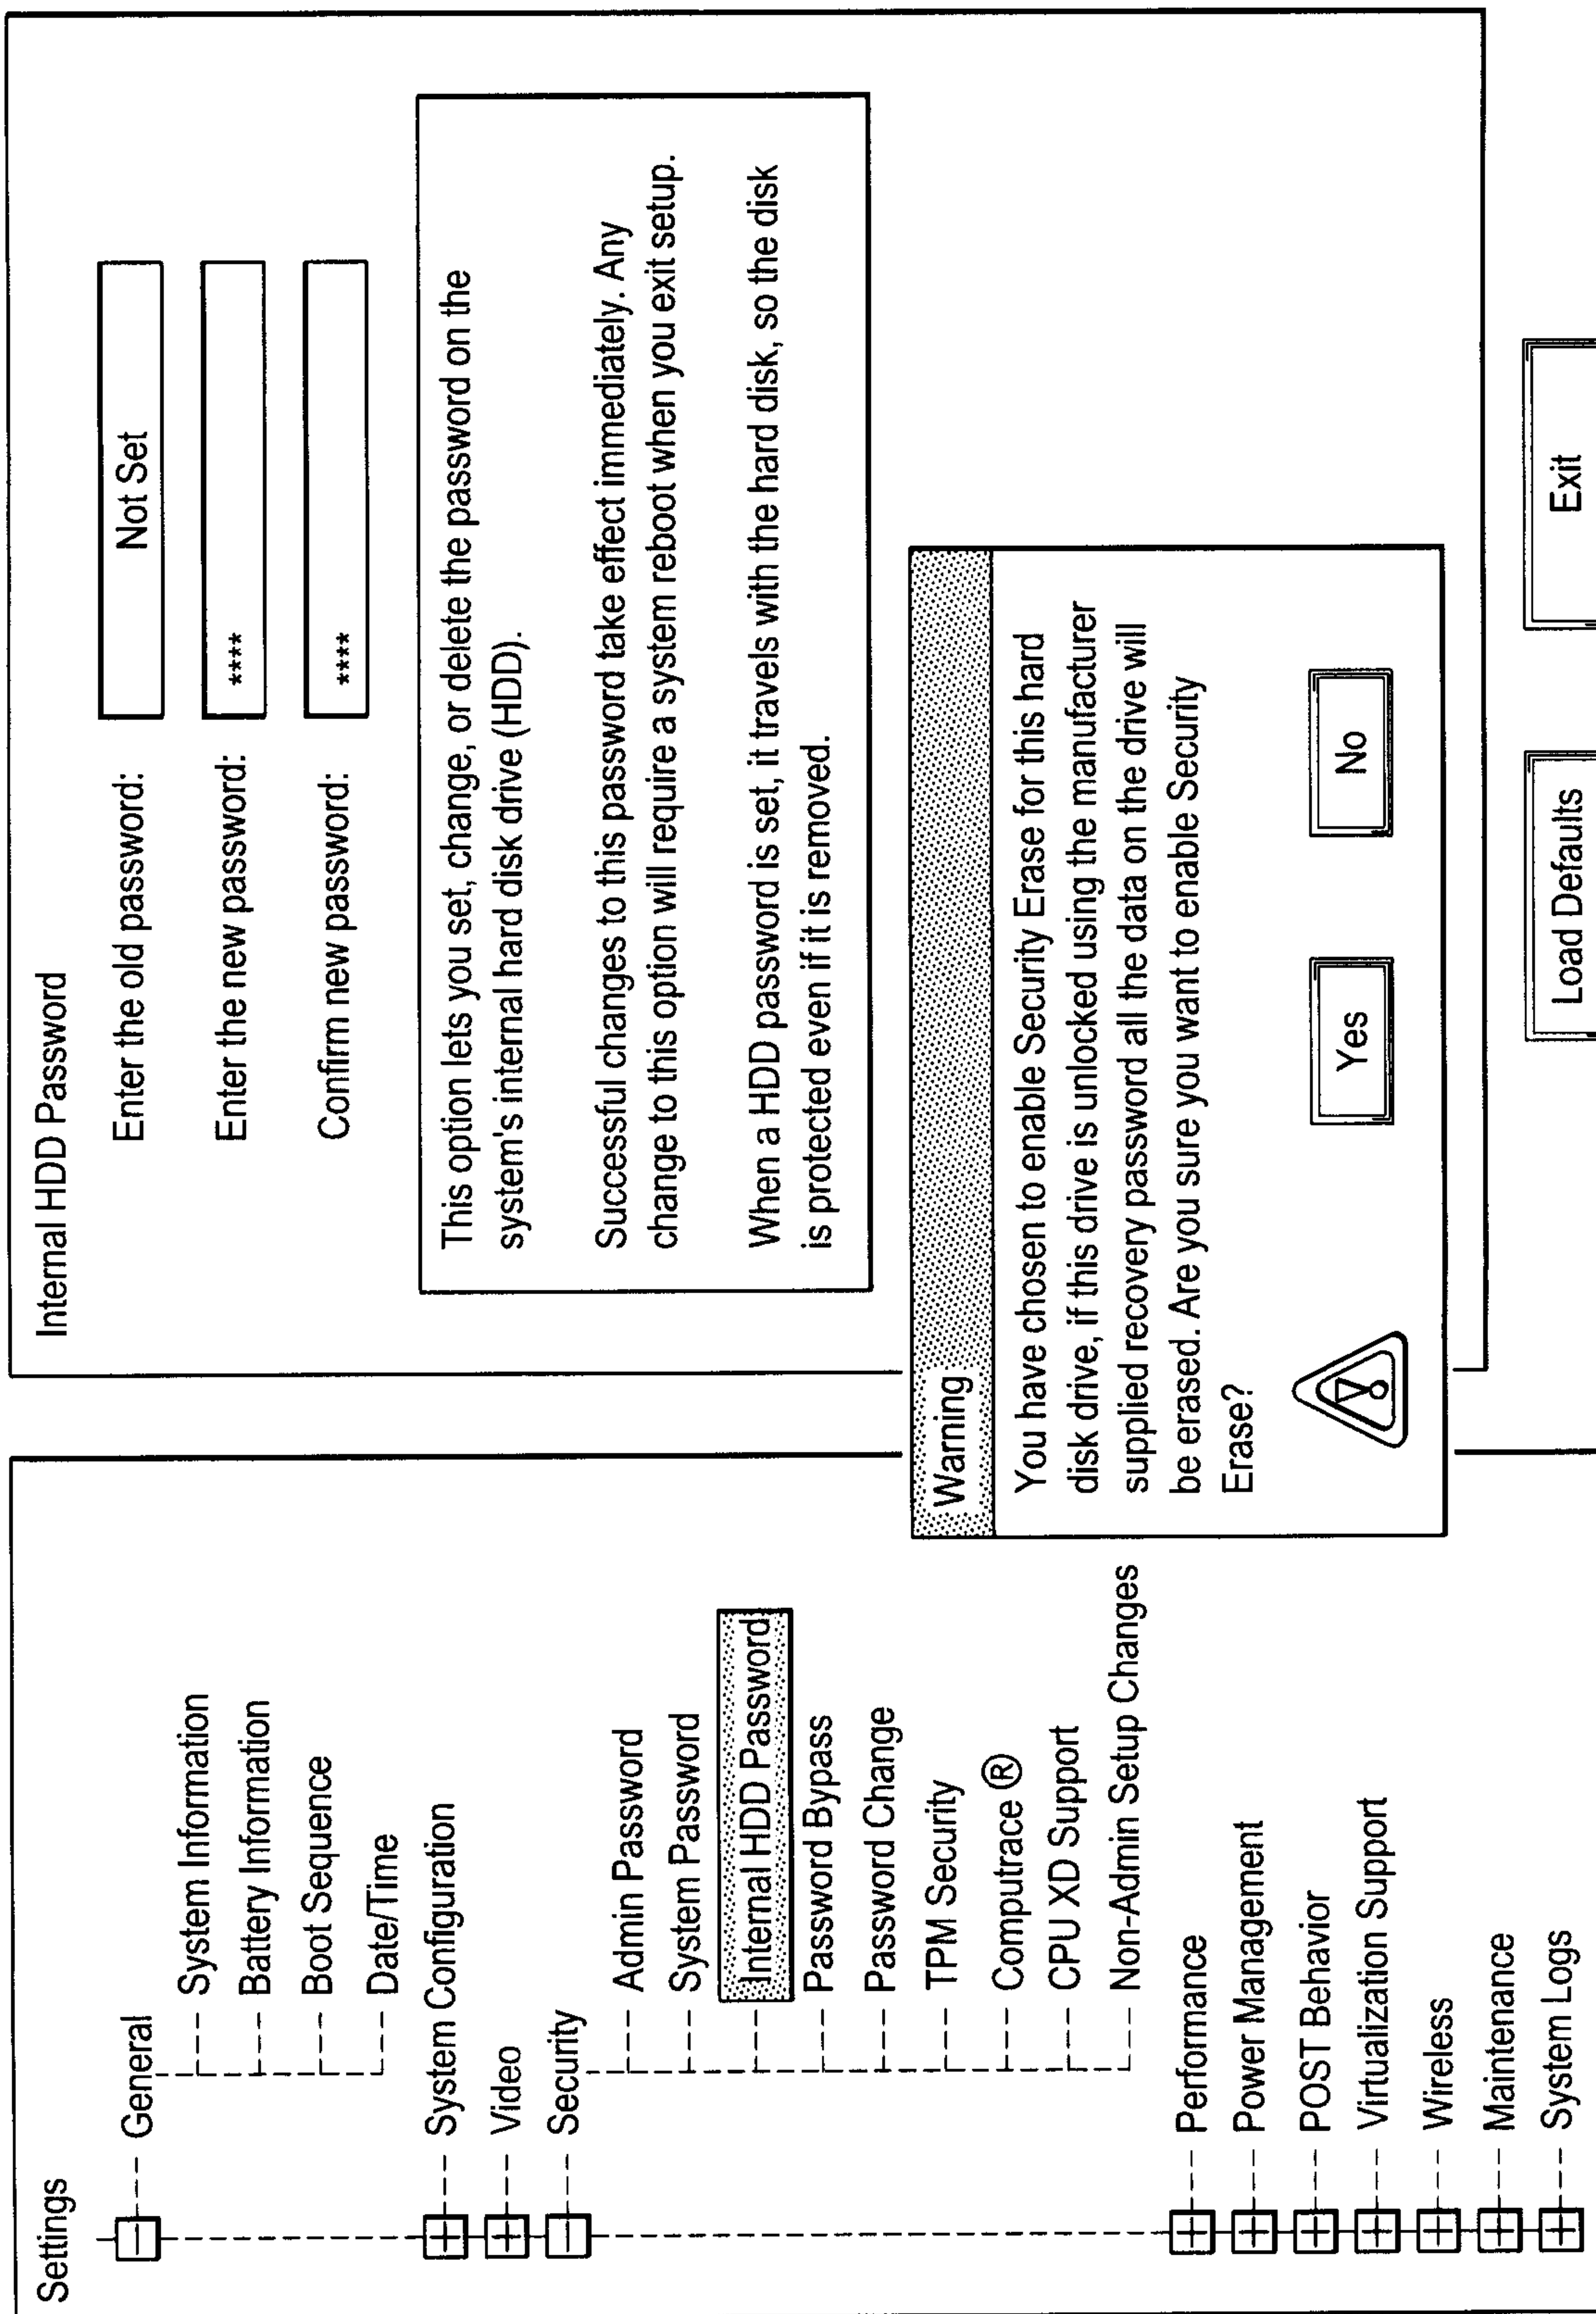 Settings
General
System Information
Battery Information
Boot Sequence
Date/Time
System Configuration
Video
Security
Admin Password
System Password
Internal HDD Password
Password Bypass
Password Change
TPM Security
Computrace ®
CPU XD Support
Non-Admin Setup Changes
Performance
Power Management
POST Behavior
Virtualization Support
Wireless
Maintenance
System Logs
Internal HDD Password
Enter the old password: Not Set
Enter the new password: ****
Confirm new password: ****
This option lets you set, change, or delete the password on the
system's internal hard disk drive (HDD).
Successful changes to this password take effect immediately. Any
change to this option will require a system reboot when you exit setup.
When a HDD password is set, it travels with the hard disk, so the disk
is protected even if it is removed.
Warning
You have chosen to enable Security Erase for this hard
disk drive, if this drive is unlocked using the manufacturer
supplied recovery password all the data on the drive will
be erased. Are you sure you want to enable Security
Erase?
Yes No
Load Defaults Exit